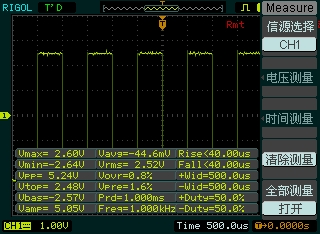 RIGOL T'D Measure
Rmt
信源选择
CH1
电压测量
时间测量
清除测量
全部测量
打开
Vmax= 2.60V Vavg=-44.6mV Rise<40.00us
Vmin=-2.64V Vrms= 2.52V Fall<40.00us
Vpp= 5.24V Vovr=0.8% +Wid=500.0us
Vtop= 2.48V Vpre=1.6% -Wid=500.0us
Vbas=-2.57V Prd=1.000ms +Duty=50.0%
Vamp= 5.05V Freq=1.000kHz -Duty=50.0%
CH1 1.00V Time 500.0us 0.0000s